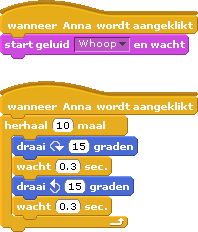 wanneer Anna wordt aangeklikt
start geluid Whoop en wacht
wanneer Anna wordt aangeklikt
herhaal 10 maal
draai 15 graden
wacht 0.3 sec.
draai 15 graden
wacht 0.3 sec.